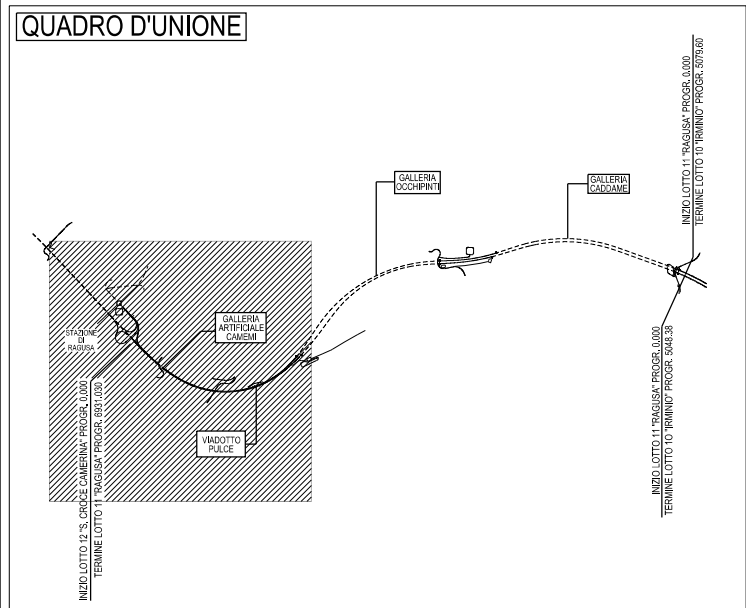 QUADRO D'UNIONE
INIZIO LOTTO 11 "RAGUSA" PROGR. 0.000
TERMINE LOTTO 10 "IRMINIO" PROGR. 5079.60
GALLERIA
OCCHIPINTI
GALLERIA
CADDAME
STAZIONE
DI
RAGUSA
GALLERIA
ARTIFICIALE
CAMEMI
VIADOTTO
PULCE
INIZIO LOTTO 12 "S. CROCE CAMERINA" PROGR. 0.000
TERMINE LOTTO 11 "RAGUSA" PROGR. 6931.030
INIZIO LOTTO 11 "RAGUSA" PROGR. 0.000
TERMINE LOTTO 10 "IRMINIO" PROGR. 5048.38